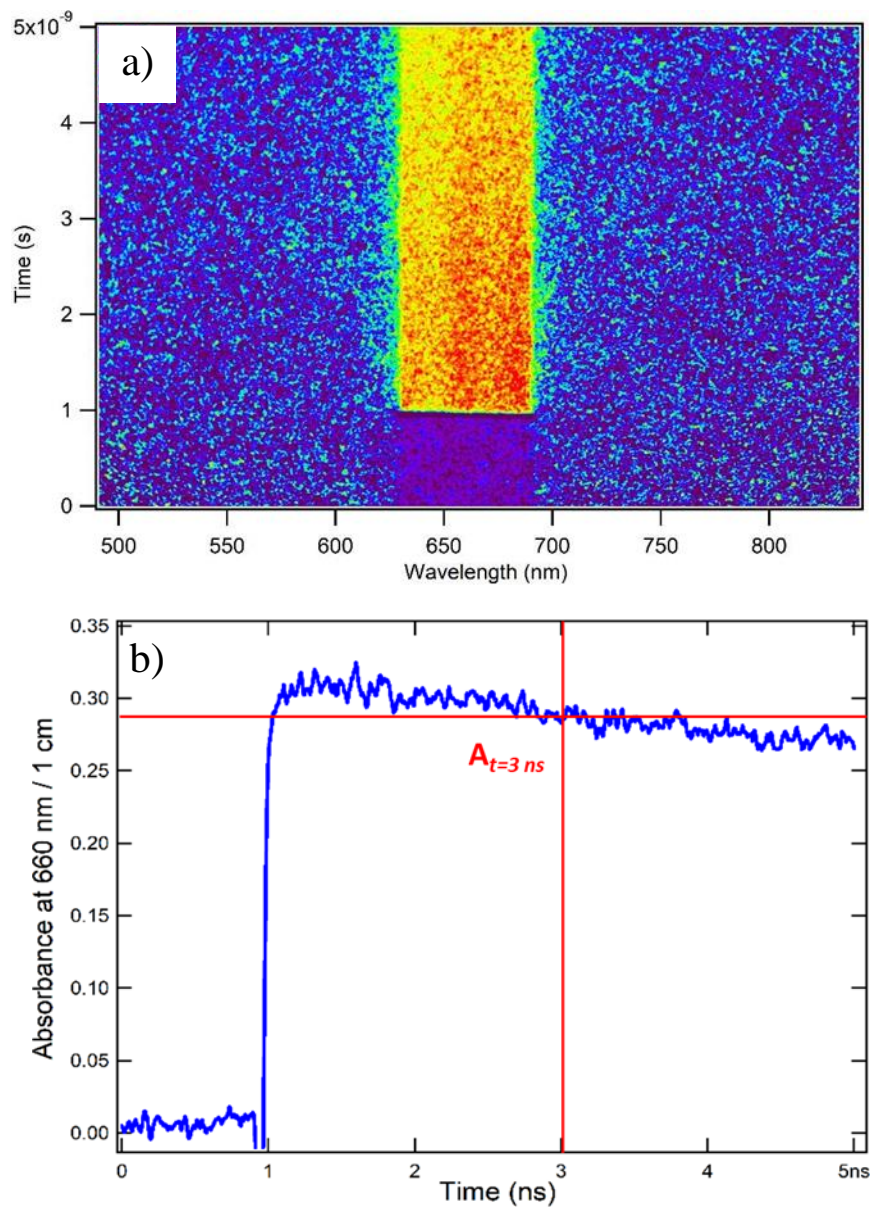 a)
5x10⁻⁹
4
3
2
1
0
Time (s)
500 550 600 650 700 750 800
Wavelength (nm)
b)
0.35
0.30
0.25
0.20
0.15
0.10
0.05
0.00
Absorbance at 660 nm / 1 cm
A t=3 ns
0 1 2 3 4 5ns
Time (ns)